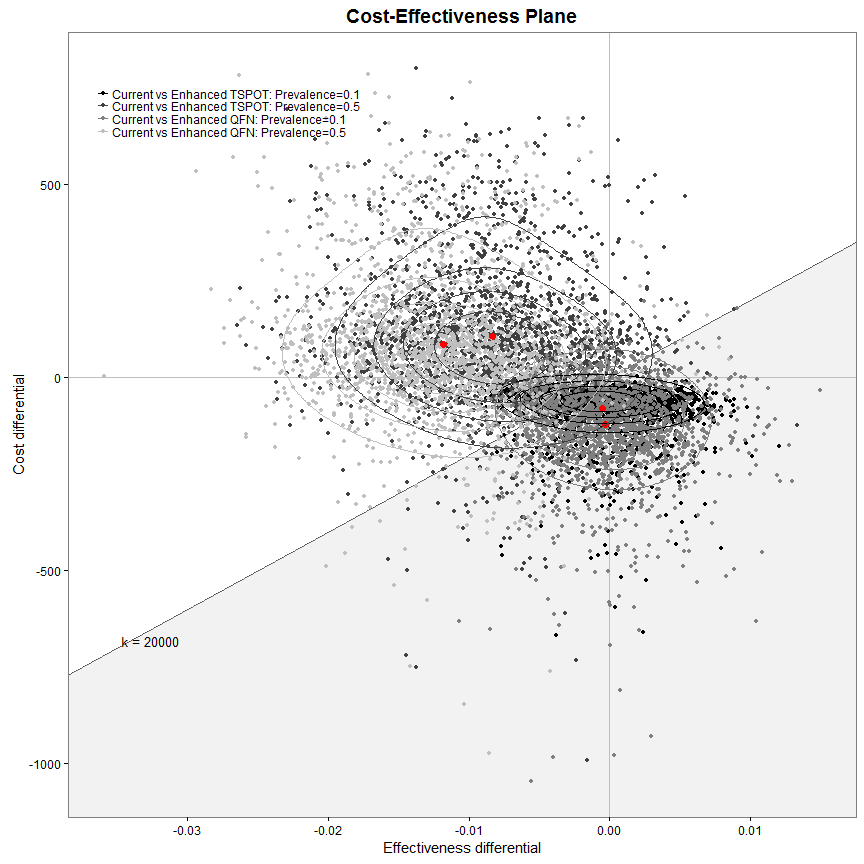 Cost-Effectiveness Plane
Current vs Enhanced TSPOT: Prevalence=0.1
Current vs Enhanced TSPOT: Prevalence=0.5
Current vs Enhanced QFN: Prevalence=0.1
Current vs Enhanced QFN: Prevalence=0.5
500
0
-500
-1000
Cost differential
k = 20000
-0.03
-0.02
-0.01
0.00
0.01
Effectiveness differential